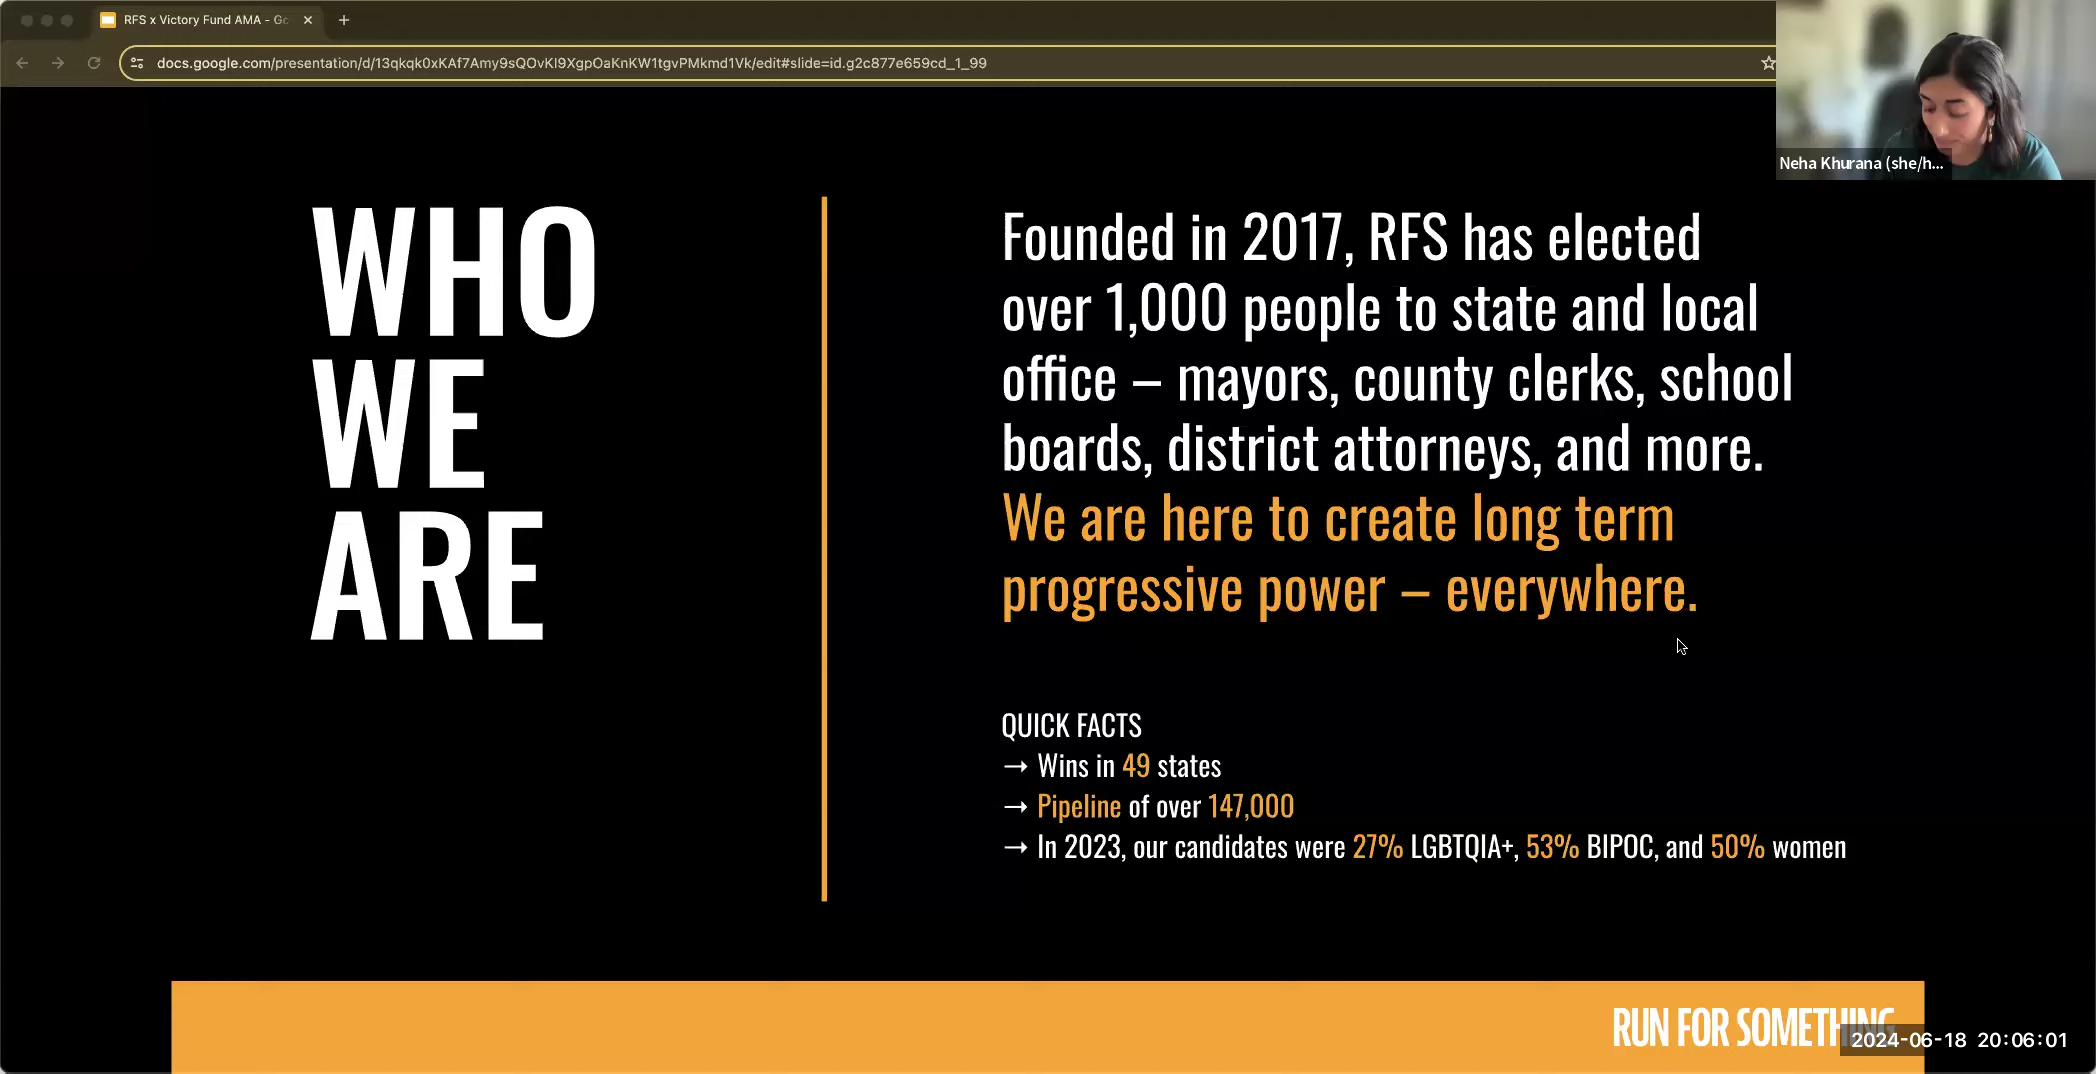 RFS x Victory Fund AMA - Go
docs.google.com/presentation/d/13qkqk0xKAf7Amy9sQOvKl9XgpOaKnKW1tgvPMkmd1Vk/edit#slide=id.g2c877e659cd_1_99
Neha Khurana (she/h...
WHO
WE
ARE
Founded in 2017, RFS has elected
over 1,000 people to state and local
office – mayors, county clerks, school
boards, district attorneys, and more.
We are here to create long term
progressive power – everywhere.
QUICK FACTS
→ Wins in 49 states
→ Pipeline of over 147,000
→ In 2023, our candidates were 27% LGBTQIA+, 53% BIPOC, and 50% women
RUN FOR SOMETHING
2024-06-18 20:06:01